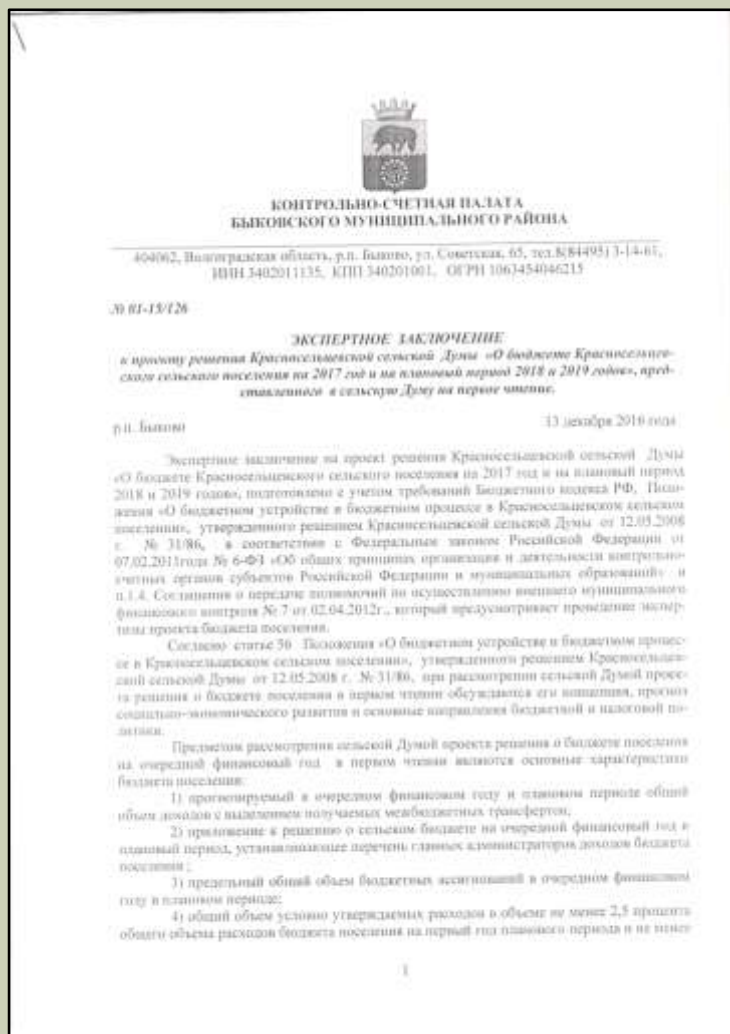 КОНТРОЛЬНО-СЧЕТНАЯ ПАЛАТА
БЫКОВСКОГО МУНИЦИПАЛЬНОГО РАЙОНА
404062, Волгоградская область, р.п. Быково, ул. Советская, 65, тел.8(84495) 3-14-61,
ИНН 3402011135, КПП 340201001, ОГРН 1063454046215
№ 01-15/126
ЭКСПЕРТНОЕ ЗАКЛЮЧЕНИЕ
к проекту решения Красносельцевской сельской Думы «О бюджете Красносельцев-
ского сельского поселения на 2017 год и на плановый период 2018 и 2019 годов», пред-
ставленного в сельскую Думу на первое чтение.
р.п. Быково 13 декабря 2016 года
Экспертное заключение на проект решения Красносельцевской сельской Думы
«О бюджете Красносельцевского сельского поселения на 2017 год и на плановый период
2018 и 2019 годов», подготовлено с учетом требований Бюджетного кодекса РФ, Поло-
жения «О бюджетном устройстве и бюджетном процессе в Красносельцевском сельском
поселении», утвержденного решением Красносельцевской сельской Думы от 12.05.2008
г. № 31/86, в соответствии с Федеральным законом Российской Федерации от
07.02.2011года № 6-ФЗ «Об общих принципах организации и деятельности контрольно-
счетных органов субъектов Российской Федерации и муниципальных образований» и
п.1.4. Соглашения о передаче полномочий по осуществлению внешнего муниципального
финансового контроля № 7 от 02.04.2012г., который предусматривает проведение экспер-
тизы проекта бюджета поселения.
Согласно статье 56 Положения «О бюджетном устройстве и бюджетном процес-
се в Красносельцевском сельском поселении», утвержденного решением Красносельцев-
ской сельской Думы от 12.05.2008 г. № 31/86, при рассмотрении сельской Думой проек-
та решения о бюджете поселения в первом чтении обсуждаются его концепция, прогноз
социально-экономического развития и основные направления бюджетной и налоговой по-
литики.
Предметом рассмотрения сельской Думой проекта решения о бюджете поселения
на очередной финансовый год в первом чтении являются основные характеристики
бюджета поселения:
1) прогнозируемый в очередном финансовом году и плановом периоде общий
объем доходов с выделением получаемых межбюджетных трансфертов;
2) приложение к решению о сельском бюджете на очередной финансовый год и
плановый период, устанавливающее перечень главных администраторов доходов бюджета
поселения ;
3) предельный общий объем бюджетных ассигнований в очередном финансовом
году и плановом периоде;
4) общий объем условно утверждаемых расходов в объеме не менее 2,5 процента
общего объема расходов бюджета поселения на первый год планового периода и не менее
1